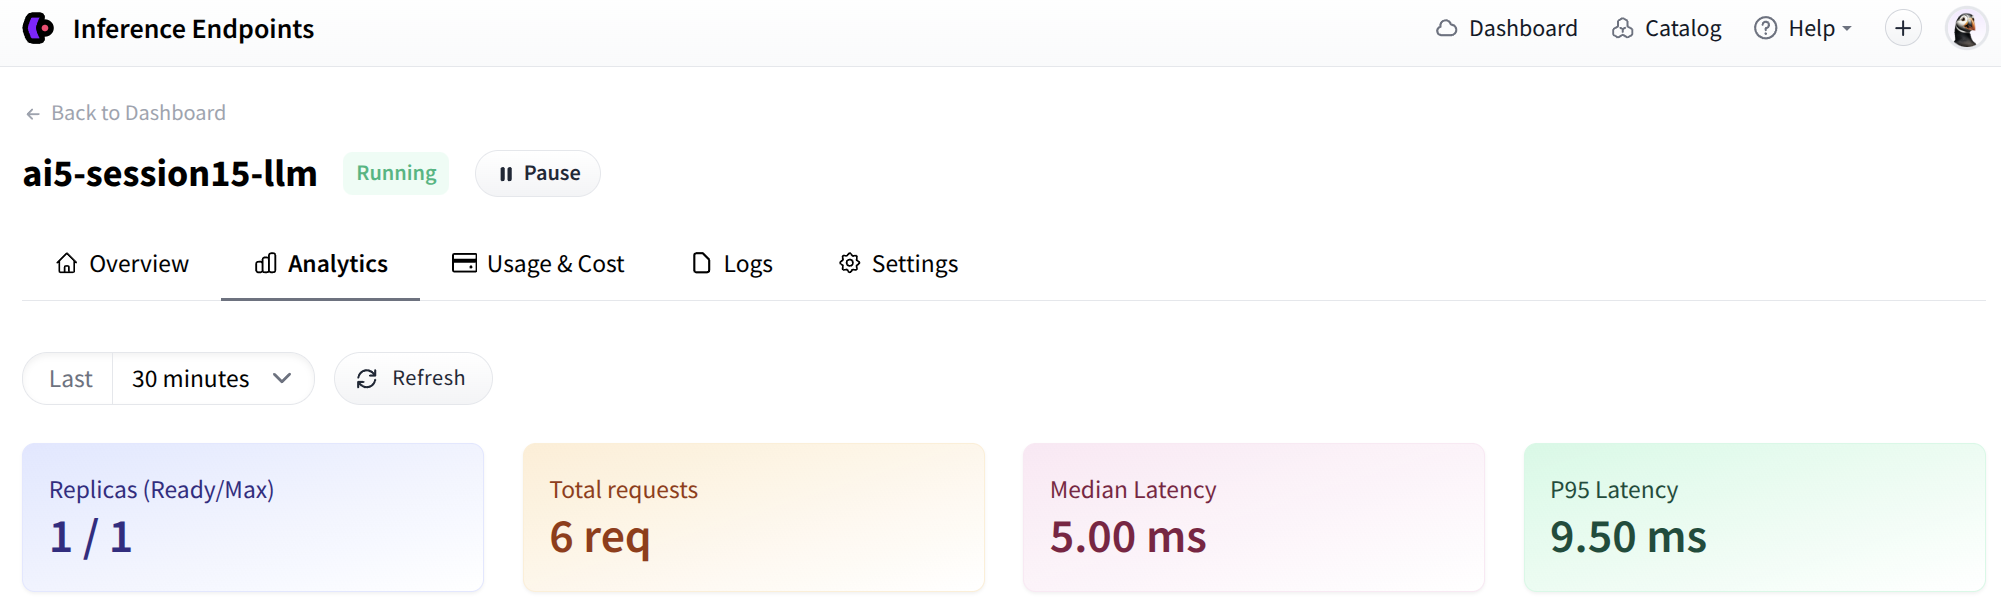 Inference Endpoints
Dashboard
Catalog
Help
Back to Dashboard
ai5-session15-llm
Running
Pause
Overview
Analytics
Usage & Cost
Logs
Settings
Last
30 minutes
Refresh
Replicas (Ready/Max)
1 / 1
Total requests
6 req
Median Latency
5.00 ms
P95 Latency
9.50 ms